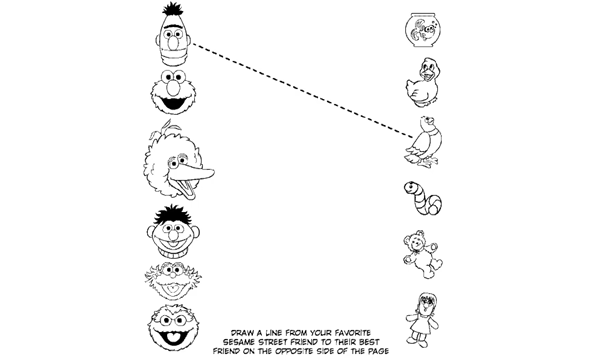 DRAW A LINE FROM YOUR FAVORITE
SESAME STREET FRIEND TO THEIR BEST
FRIEND ON THE OPPOSITE SIDE OF THE PAGE